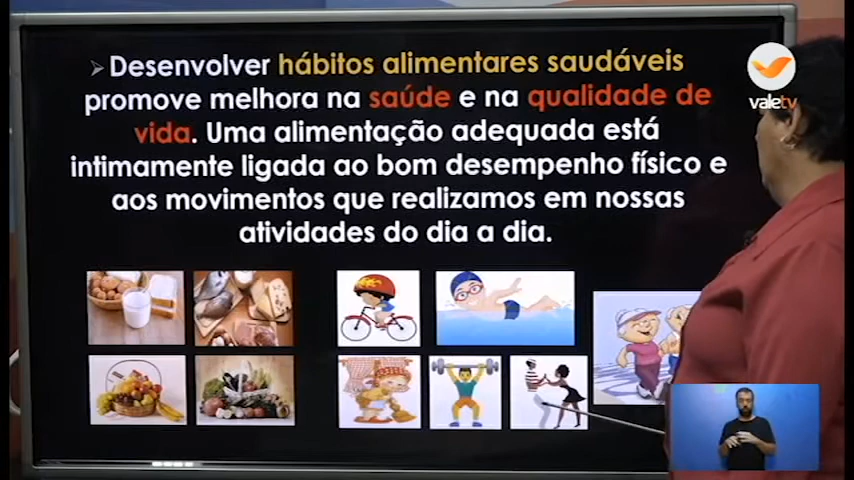 ➢ Desenvolver hábitos alimentares saudáveis
promove melhora na saúde e na qualidade de
vida. Uma alimentação adequada está
intimamente ligada ao bom desempenho físico e
aos movimentos que realizamos em nossas
atividades do dia a dia.
valetv